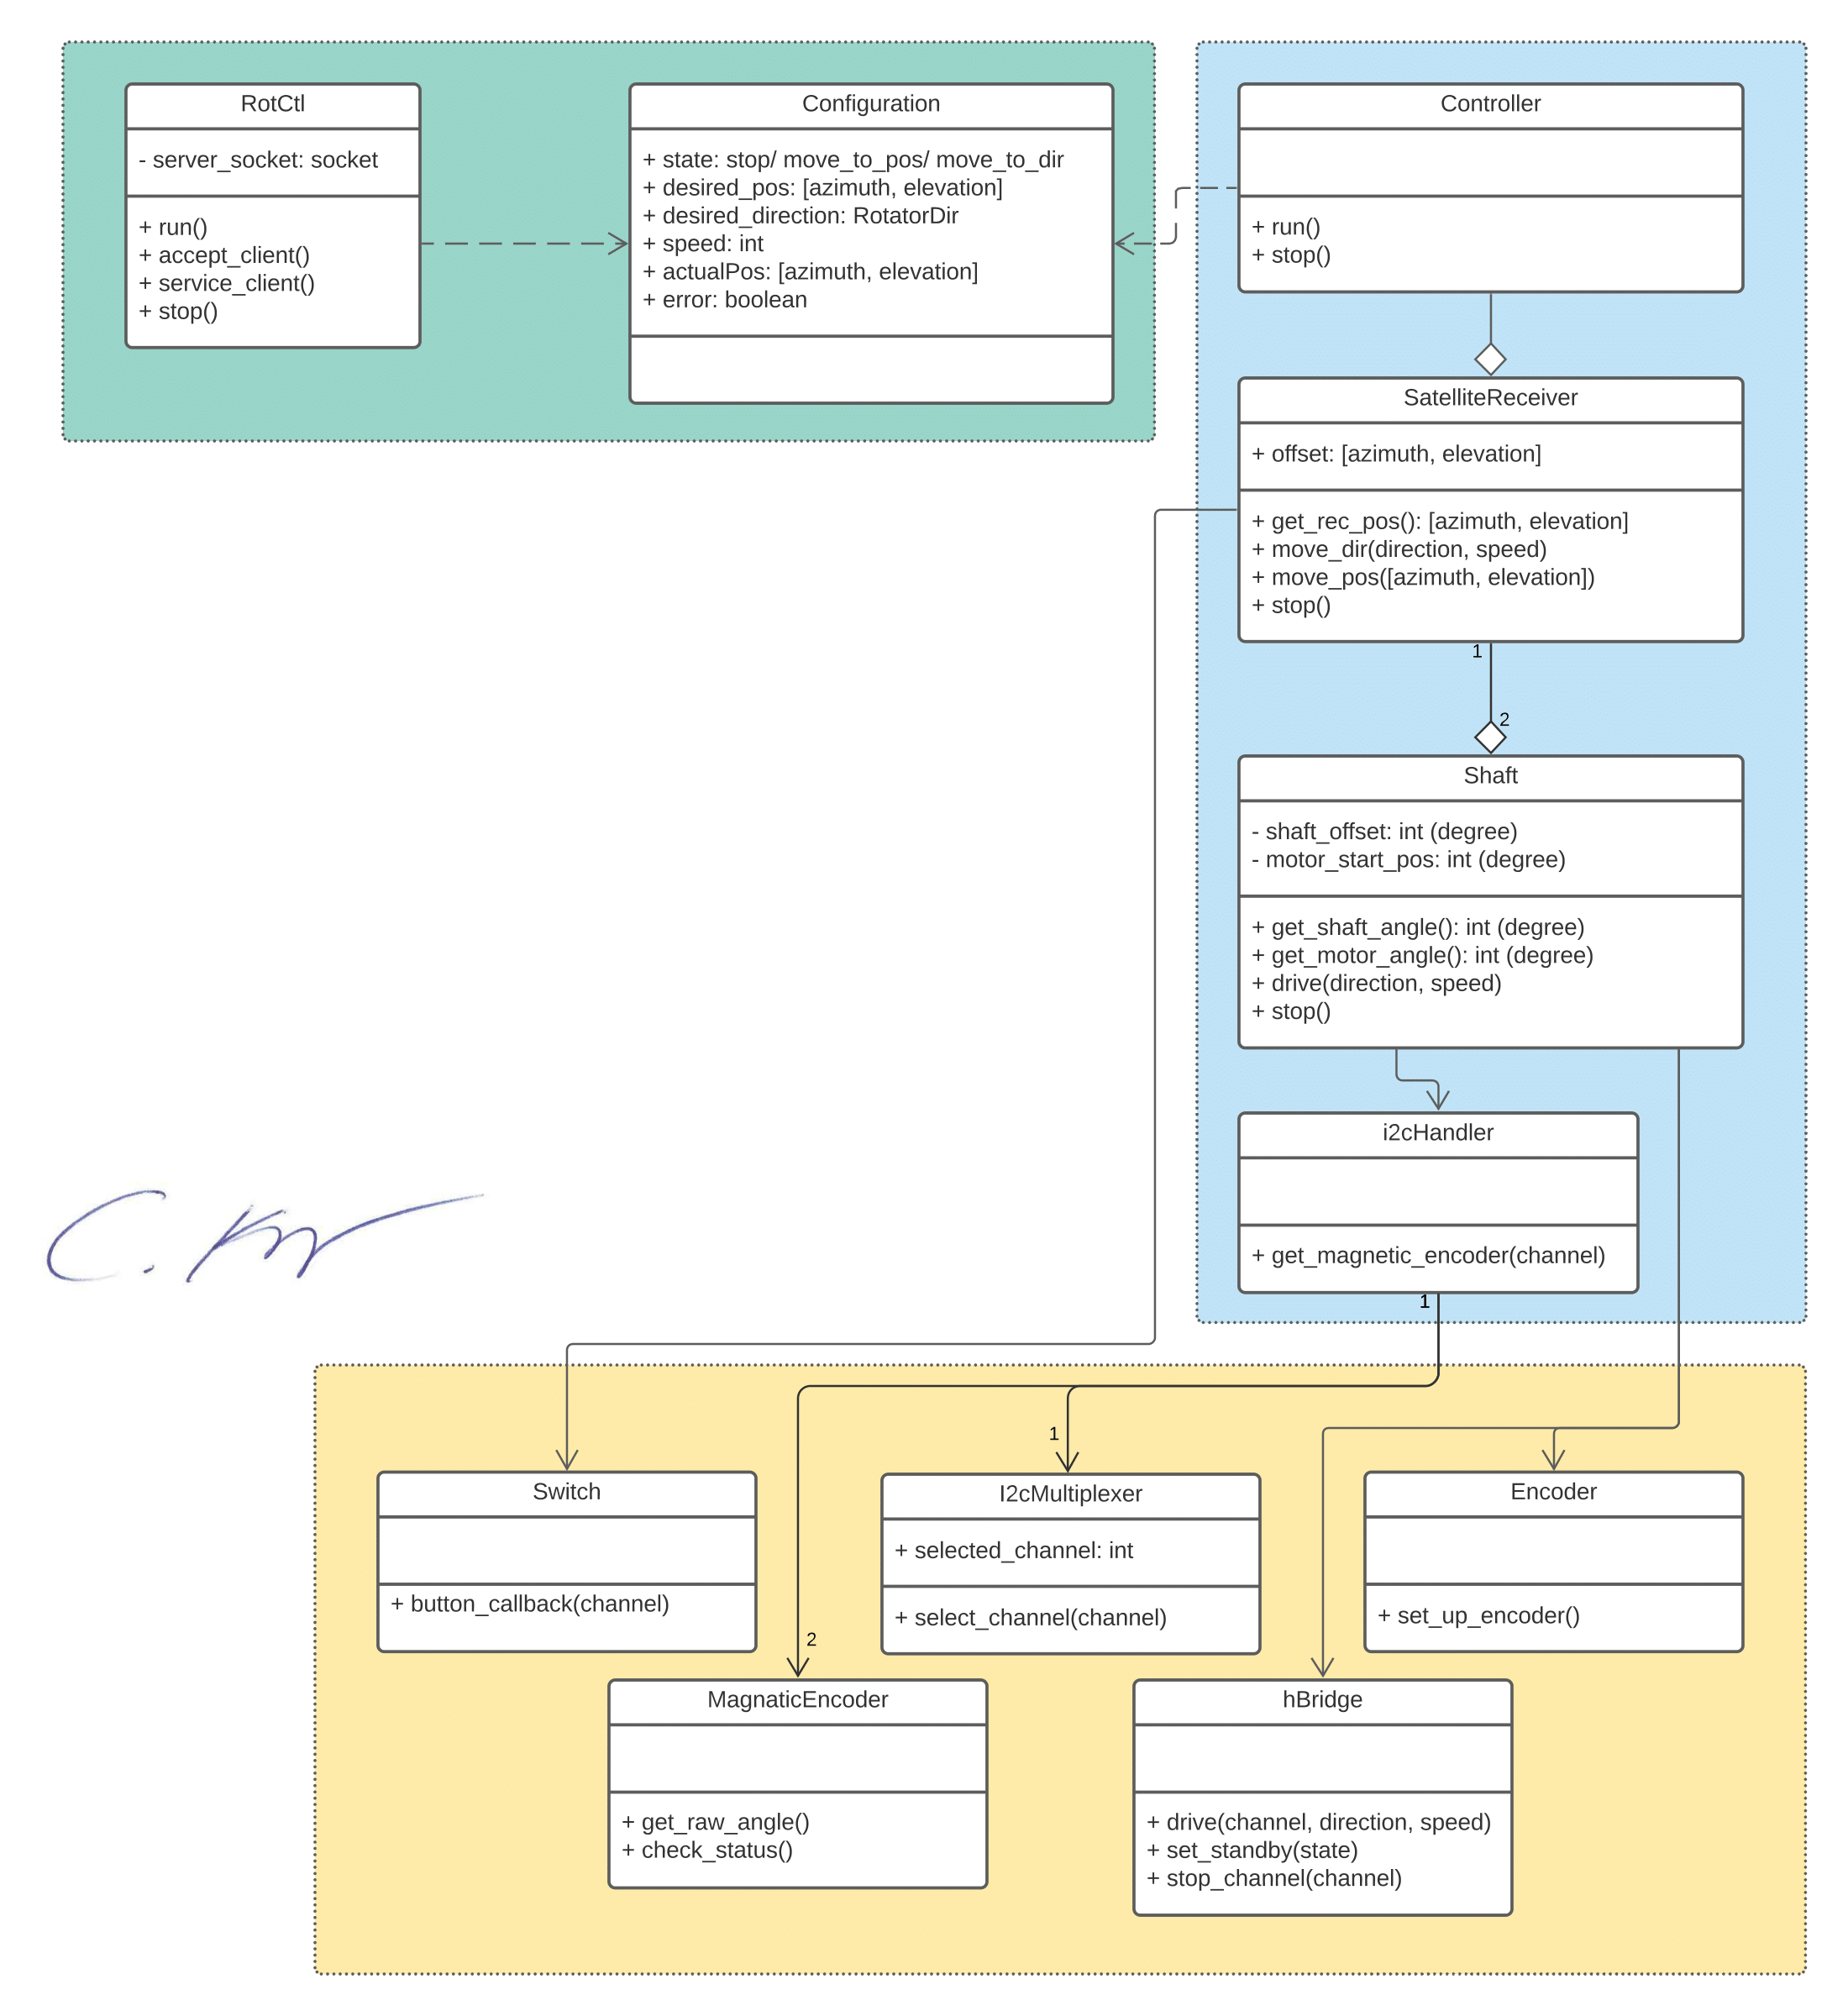 RotCtl
- server_socket: socket
+ run()
+ accept_client()
+ service_client()
+ stop()
Configuration
+ state: stop/ move_to_pos/ move_to_dir
+ desired_pos: [azimuth, elevation]
+ desired_direction: RotatorDir
+ speed: int
+ actualPos: [azimuth, elevation]
+ error: boolean
Controller
+ run()
+ stop()
SatelliteReceiver
+ offset: [azimuth, elevation]
+ get_rec_pos(): [azimuth, elevation]
+ move_dir(direction, speed)
+ move_pos([azimuth, elevation])
+ stop()
1
2
Shaft
- shaft_offset: int (degree)
- motor_start_pos: int (degree)
+ get_shaft_angle(): int (degree)
+ get_motor_angle(): int (degree)
+ drive(direction, speed)
+ stop()
i2cHandler
+ get_magnetic_encoder(channel)
1
1
2
Switch
+ button_callback(channel)
I2cMultiplexer
+ selected_channel: int
+ select_channel(channel)
Encoder
+ set_up_encoder()
MagnaticEncoder
+ get_raw_angle()
+ check_status()
hBridge
+ drive(channel, direction, speed)
+ set_standby(state)
+ stop_channel(channel)